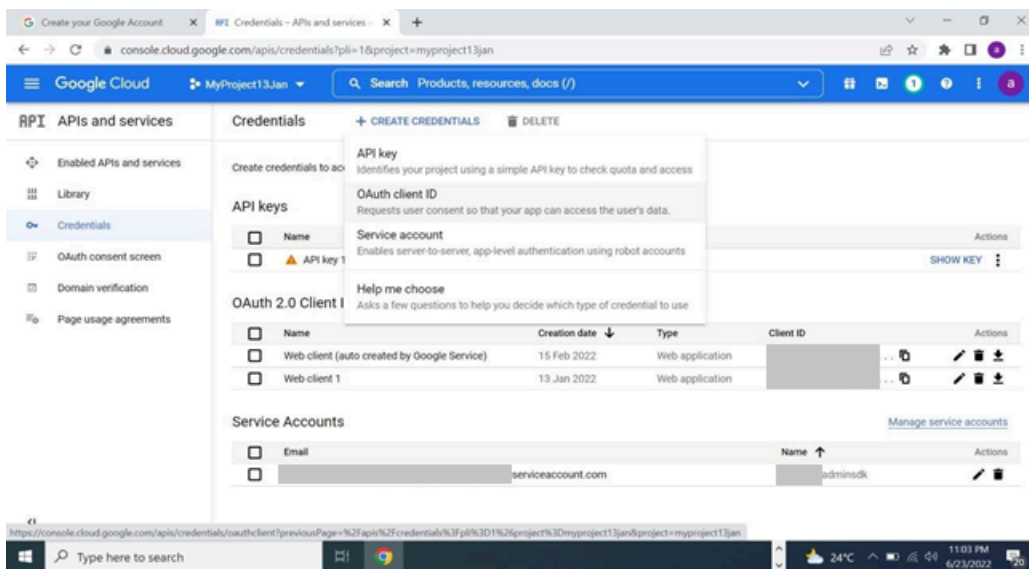 Create your Google Account
API Credentials – APIs and services –
console.cloud.google.com/apis/credentials?pli=1&project=myproject13jan
a
Google Cloud
MyProject13Jan
Search Products, resources, docs (/)
1
a
API APIs and services
Credentials
+ CREATE CREDENTIALS
DELETE
Enabled APIs and services
Library
Credentials
OAuth consent screen
Domain verification
Page usage agreements
Create credentials to
API key
Identifies your project using a simple API key to check quota and access
OAuth client ID
Requests user consent so that your app can access the user's data.
Service account
Enables server-to-server, app-level authentication using robot accounts
Help me choose
Asks a few questions to help you decide which type of credential to use
API keys
Name Actions
API key 1 SHOW KEY
OAuth 2.0 Client
Name Creation date Type Client ID Actions
Web client (auto created by Google Service) 15 Feb 2022 Web application ..
Web client 1 13 Jan 2022 Web application ..
Service Accounts
Manage service accounts
Email Name Actions
serviceaccount.com adminsdk
https://console.cloud.google.com/apis/credentials/oauthclient?previousPage=%2Fapis%2Fcredentials%3Fpli%3D1%26project%3Dmyproject13jan&project=myproject13jan
Type here to search
24°C
11:03 PM
6/23/2022
20